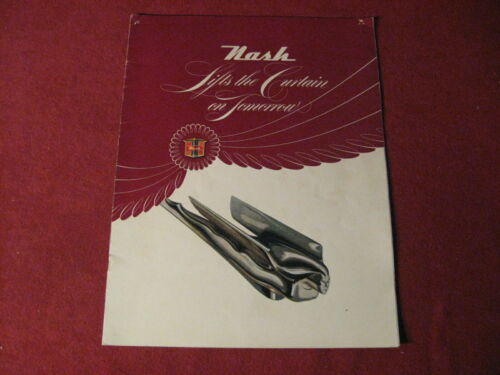 Nash
Lifts the Curtain
on Tomorrow